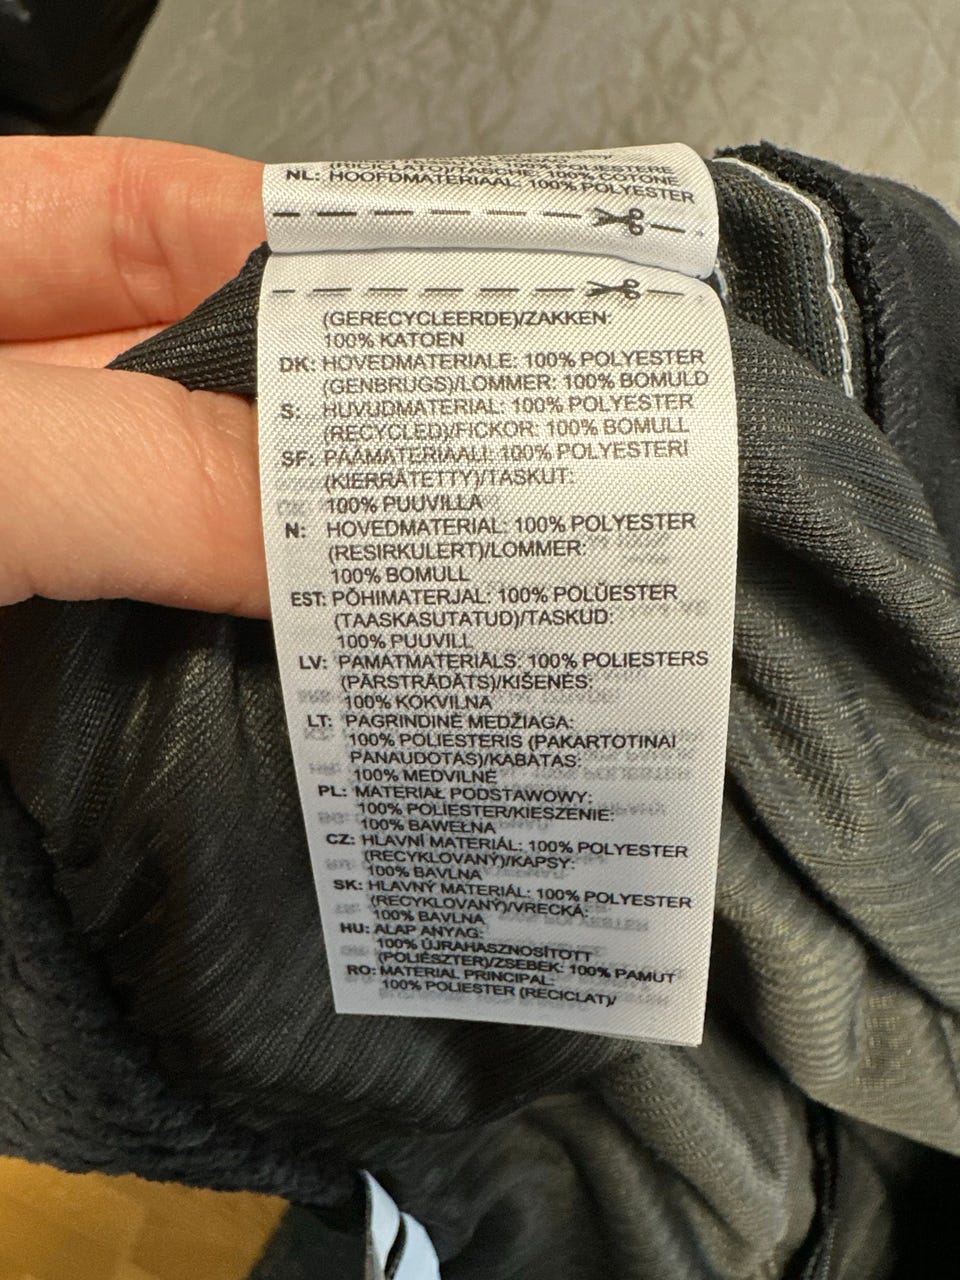 (RICICLATO)/TASCHE: 100% COTONE
NL: HOOFDMATERIAAL: 100% POLYESTER
(GERECYCLEERDE)/ZAKKEN:
100% KATOEN
DK: HOVEDMATERIALE: 100% POLYESTER
(GENBRUGS)/LOMMER: 100% BOMULD
S: HUVUDMATERIAL: 100% POLYESTER
(RECYCLED)/FICKOR: 100% BOMULL
SF: PÄÄMATERIAALI: 100% POLYESTERI
(KIERRÄTETTY)/TASKUT:
100% PUUVILLA
N: HOVEDMATERIAL: 100% POLYESTER
(RESIRKULERT)/LOMMER:
100% BOMULL
EST: PÕHIMATERJAL: 100% POLÜESTER
(TAASKASUTATUD)/TASKUD:
100% PUUVILL
LV: PAMATMATERIĀLS: 100% POLIESTERS
(PĀRSTRĀDĀTS)/KIŠENĒS:
100% KOKVILNA
LT: PAGRINDINĖ MEDŽIAGA:
100% POLIESTERIS (PAKARTOTINAI
PANAUDOTAS)/KABATAS:
100% MEDVILNĖ
PL: MATERIAŁ PODSTAWOWY:
100% POLIESTER/KIESZENIE:
100% BAWEŁNA
CZ: HLAVNÍ MATERIÁL: 100% POLYESTER
(RECYKLOVANÝ)/KAPSY:
100% BAVLNA
SK: HLAVNÝ MATERIÁL: 100% POLYESTER
(RECYKLOVANÝ)/VRECKÁ:
100% BAVLNA
HU: ALAP ANYAG:
100% ÚJRAHASZNOSÍTOTT
(POLIÉSZTER)/ZSEBEK: 100% PAMUT
RO: MATERIAL PRINCIPAL:
100% POLIESTER (RECICLAT)/